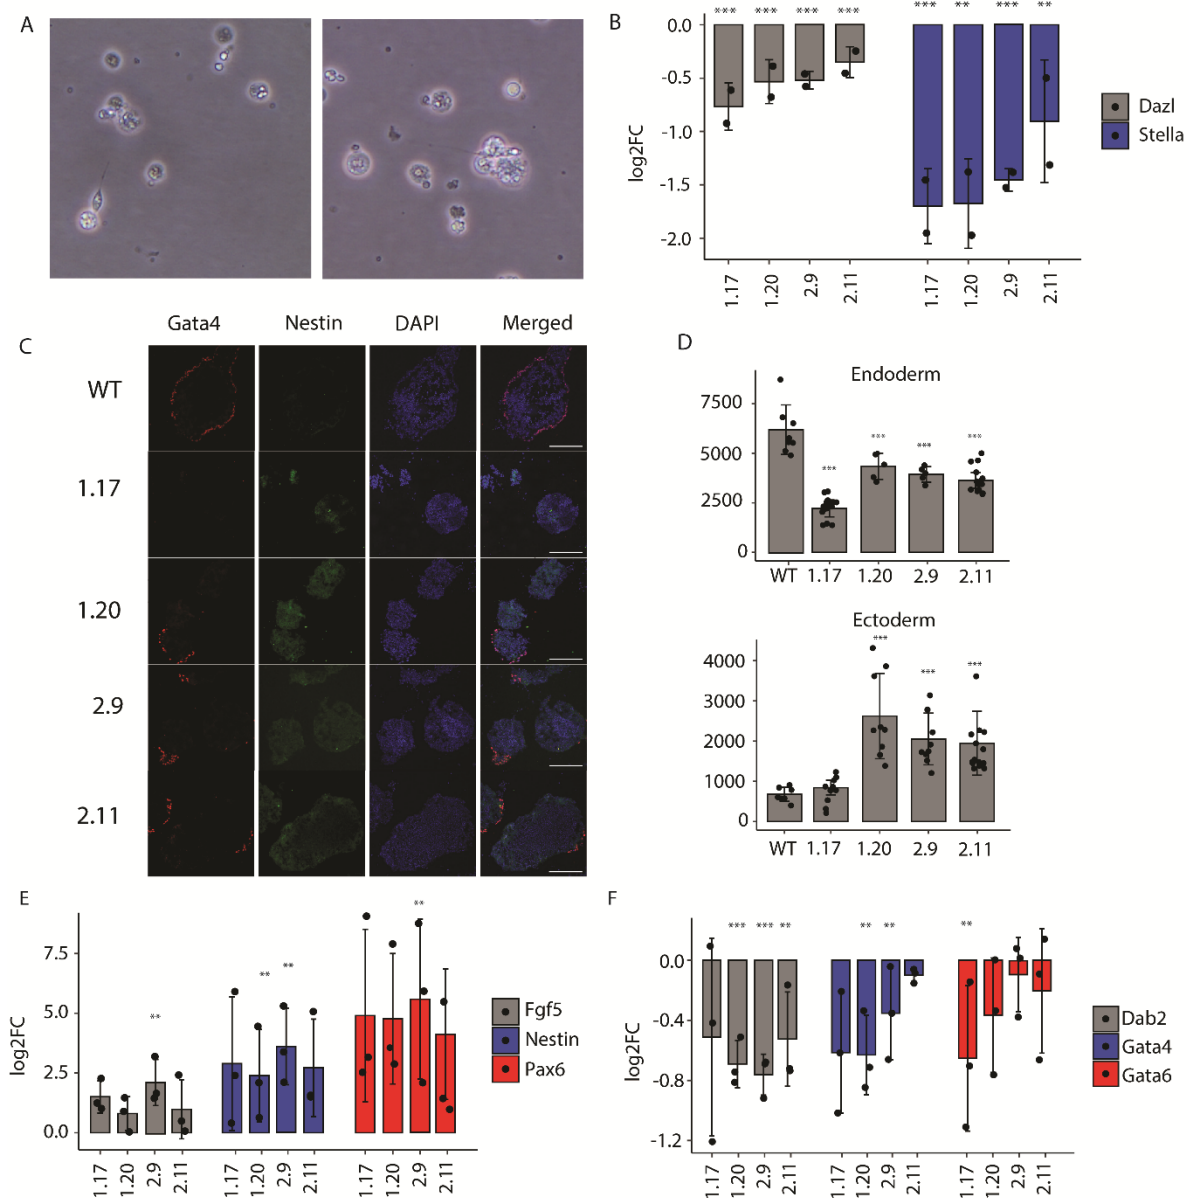 A
B
0.0
-0.5
-1.0
-1.5
-2.0
log2FC
*** *** *** *** *** ** *** **
1.17 1.20 2.9 2.11 1.17 1.20 2.9 2.11
Dazl
Stella
C
Gata4 Nestin DAPI Merged
WT
1.17
1.20
2.9
2.11
D
Endoderm
7500
5000
2500
0
*** *** *** ***
WT 1.17 1.20 2.9 2.11
Ectoderm
4000
3000
2000
1000
0
*** *** ***
WT 1.17 1.20 2.9 2.11
E
7.5
5.0
2.5
0.0
log2FC
** ** ** **
1.17 1.20 2.9 2.11 1.17 1.20 2.9 2.11 1.17 1.20 2.9 2.11
Fgf5
Nestin
Pax6
F
0.0
-0.4
-0.8
-1.2
log2FC
*** *** ** ** ** **
1.17 1.20 2.9 2.11 1.17 1.20 2.9 2.11 1.17 1.20 2.9 2.11
Dab2
Gata4
Gata6